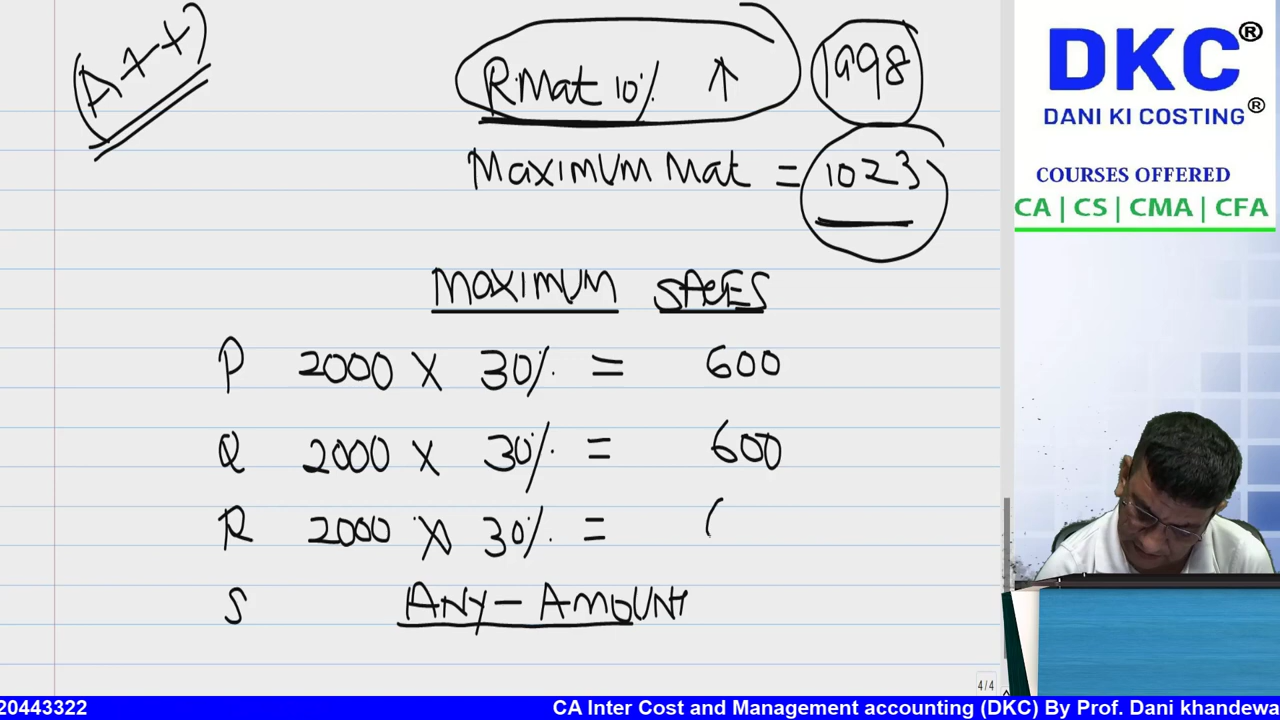 (A++)
R.Mat 10% ↑ 1998
MAXIMUM Mat = 1023
MAXIMUM SALES
P 2000 X 30% = 600
Q 2000 X 30% = 600
R 2000 X 30% = (
S ANY - AMOUNT
4/4
DKC®
DANI KI COSTING®
COURSES OFFERED
CA | CS | CMA | CFA
20443322 CA Inter Cost and Management accounting (DKC) By Prof. Dani khandewa